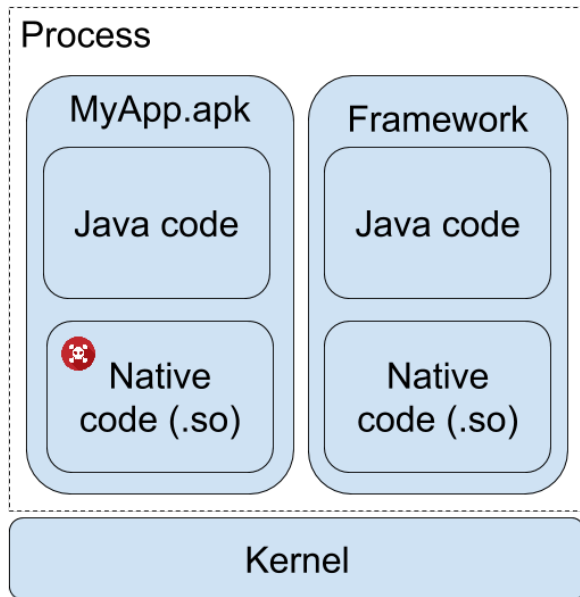 Process
MyApp.apk
Java code
Native
code (.so)
Framework
Java code
Native
code (.so)
Kernel